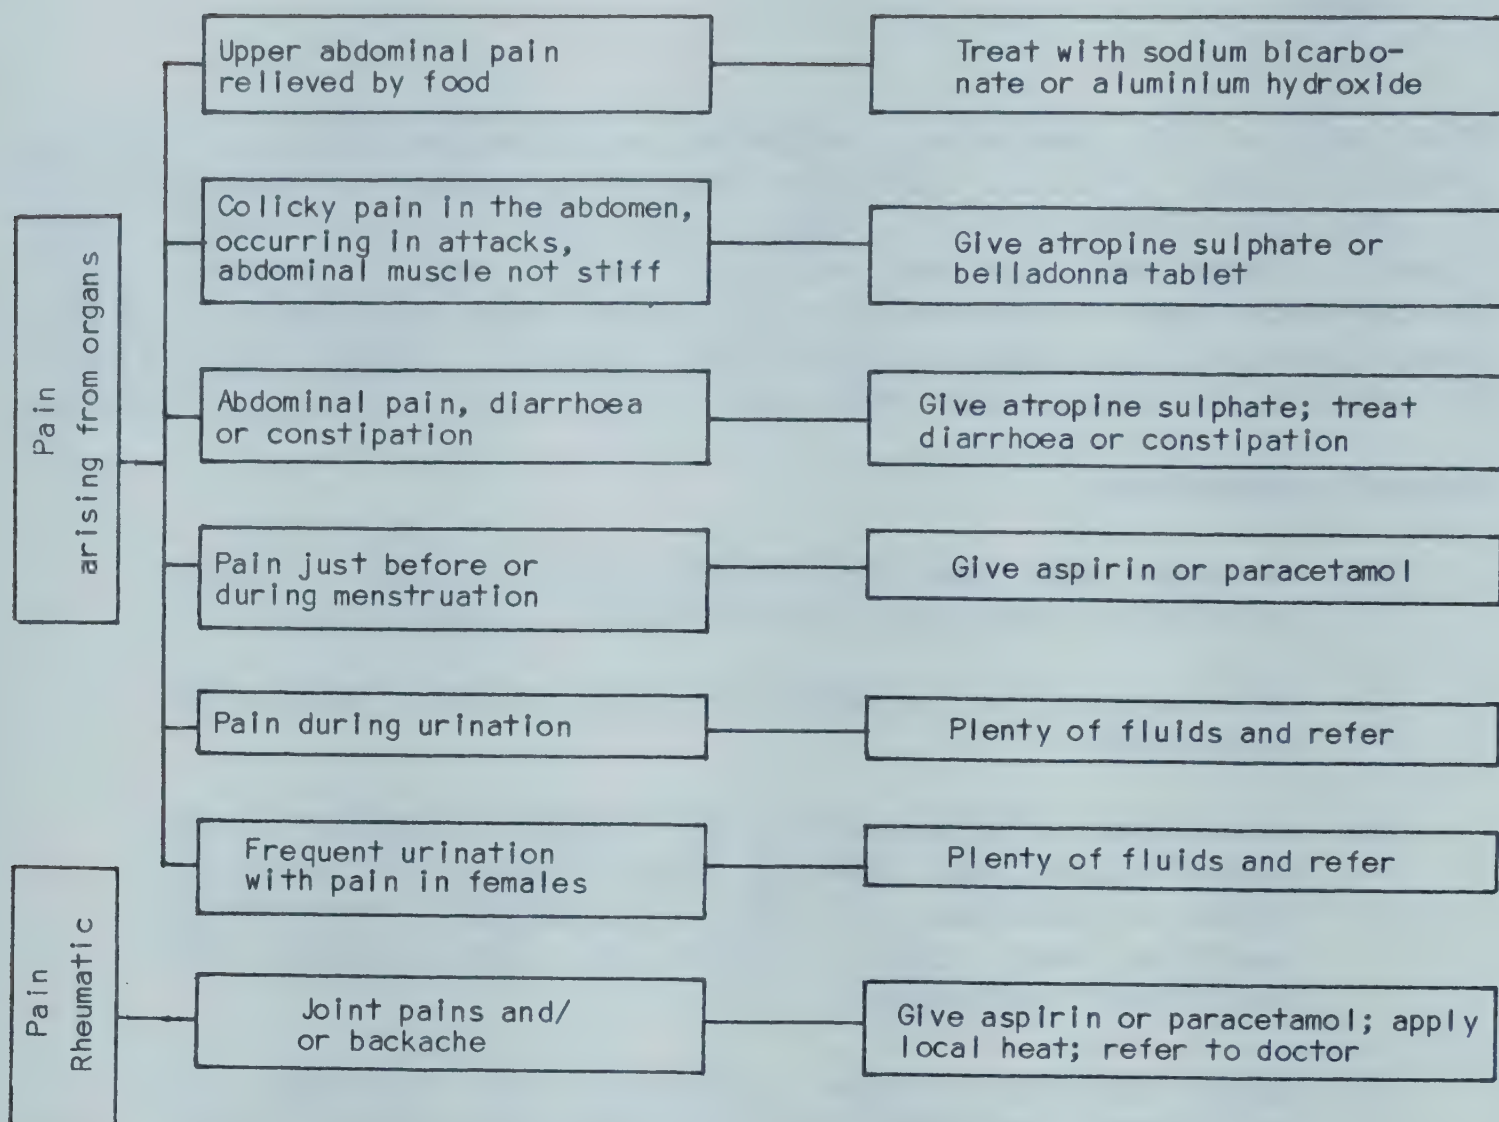 Pain
arising from organs
Upper abdominal pain
relieved by food
Treat with sodium bicarbo-
nate or aluminium hydroxide
Colicky pain in the abdomen,
occurring in attacks,
abdominal muscle not stiff
Give atropine sulphate or
belladonna tablet
Abdominal pain, diarrhoea
or constipation
Give atropine sulphate; treat
diarrhoea or constipation
Pain just before or
during menstruation
Give aspirin or paracetamol
Pain during urination
Plenty of fluids and refer
Frequent urination
with pain in females
Plenty of fluids and refer
Pain
Rheumatic
Joint pains and/
or backache
Give aspirin or paracetamol; apply
local heat; refer to doctor